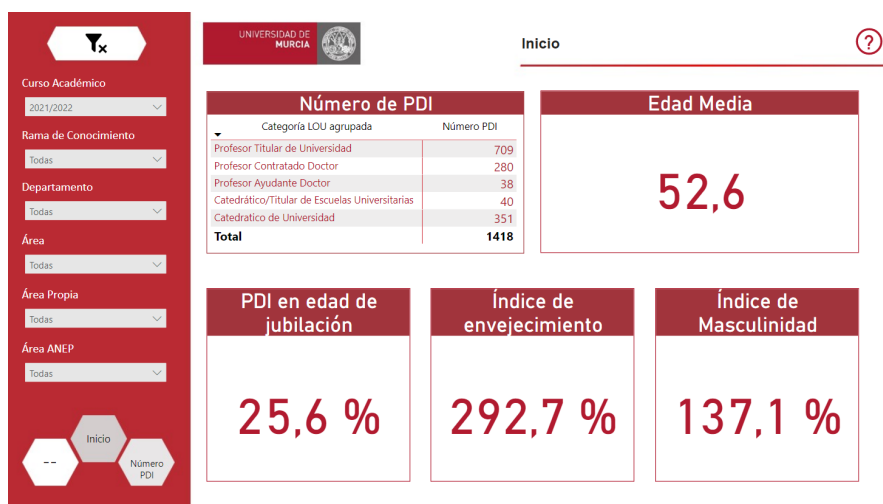 Curso Académico
2021/2022
Rama de Conocimiento
Todas
Departamento
Todas
Área
Todas
Área Propia
Todas
Área ANEP
Todas
Inicio
--
Número
PDI
UNIVERSIDAD DE
MURCIA
Inicio
?
Número de PDI
Categoría LOU agrupada Número PDI
Profesor Titular de Universidad 709
Profesor Contratado Doctor 280
Profesor Ayudante Doctor 38
Catedrático/Titular de Escuelas Universitarias 40
Catedratico de Universidad 351
Total 1418
Edad Media
52,6
PDI en edad de
jubilación
25,6 %
Índice de
envejecimiento
292,7 %
Índice de
Masculinidad
137,1 %